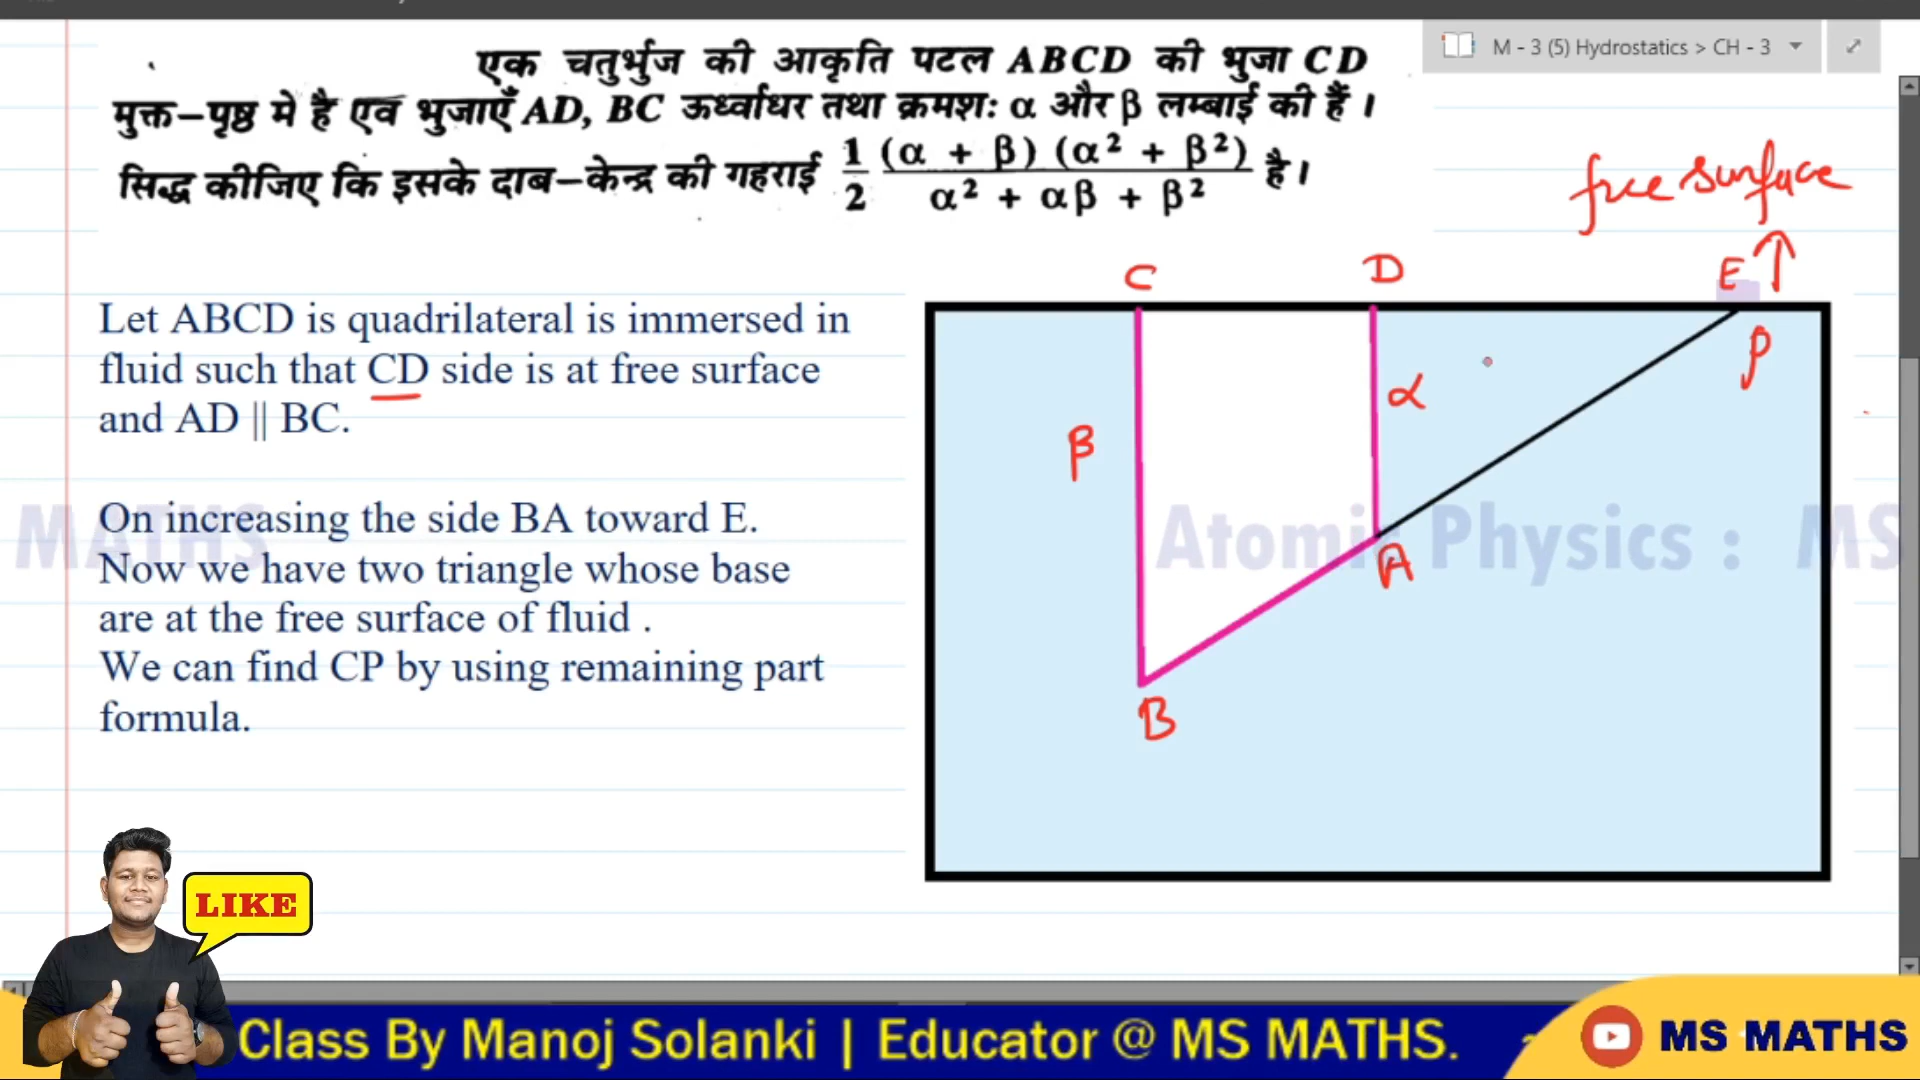 M - 3 (5) Hydrostatics > CH - 3
एक चतुर्भुज की आकृति पटल ABCD की भुजा CD
मुक्त-पृष्ठ मे है एव भुजाएँ AD, BC ऊर्ध्वाधर तथा क्रमश: α और β लम्बाई की हैं ।
सिद्ध कीजिए कि इसके दाब-केन्द्र की गहराई 1/2 (α + β) (α² + β²) / α² + αβ + β² है ।
free surface
Let ABCD is quadrilateral is immersed in
fluid such that CD side is at free surface
and AD || BC.
On increasing the side BA toward E.
Now we have two triangle whose base
are at the free surface of fluid .
We can find CP by using remaining part
formula.
C
D
E
ρ
α
β
A
B
MATHS
Atomic Physics : MS
LIKE
Class By Manoj Solanki | Educator @ MS MATHS.
MS MATHS